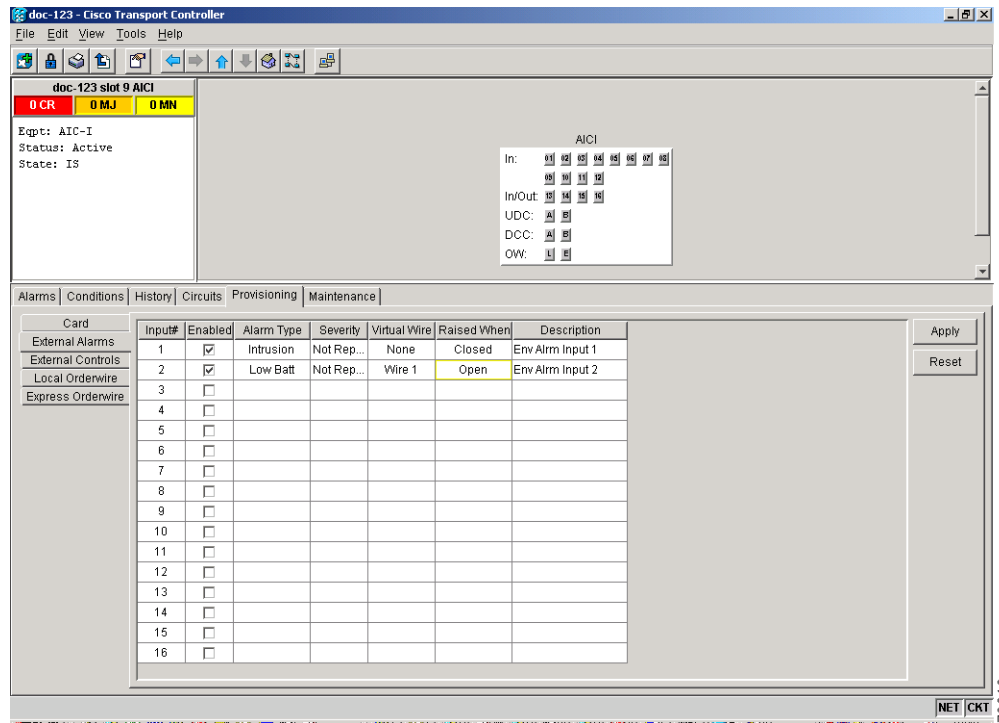 doc-123 - Cisco Transport Controller
File Edit View Tools Help
doc-123 slot 9 AICI
0 CR 0 MJ 0 MN
Eqpt: AIC-I
Status: Active
State: IS
AICI
In: 01 02 03 04 05 06 07 08
09 10 11 12
In/Out: 13 14 15 16
UDC: A B
DCC: A B
OW: L E
Alarms Conditions History Circuits Provisioning Maintenance
Card
External Alarms
External Controls
Local Orderwire
Express Orderwire
Input# Enabled Alarm Type Severity Virtual Wire Raised When Description
1 Intrusion Not Rep... None Closed Env Alrm Input 1
2 Low Batt Not Rep... Wire 1 Open Env Alrm Input 2
3
4
5
6
7
8
9
10
11
12
13
14
15
16
Apply
Reset
NET CKT